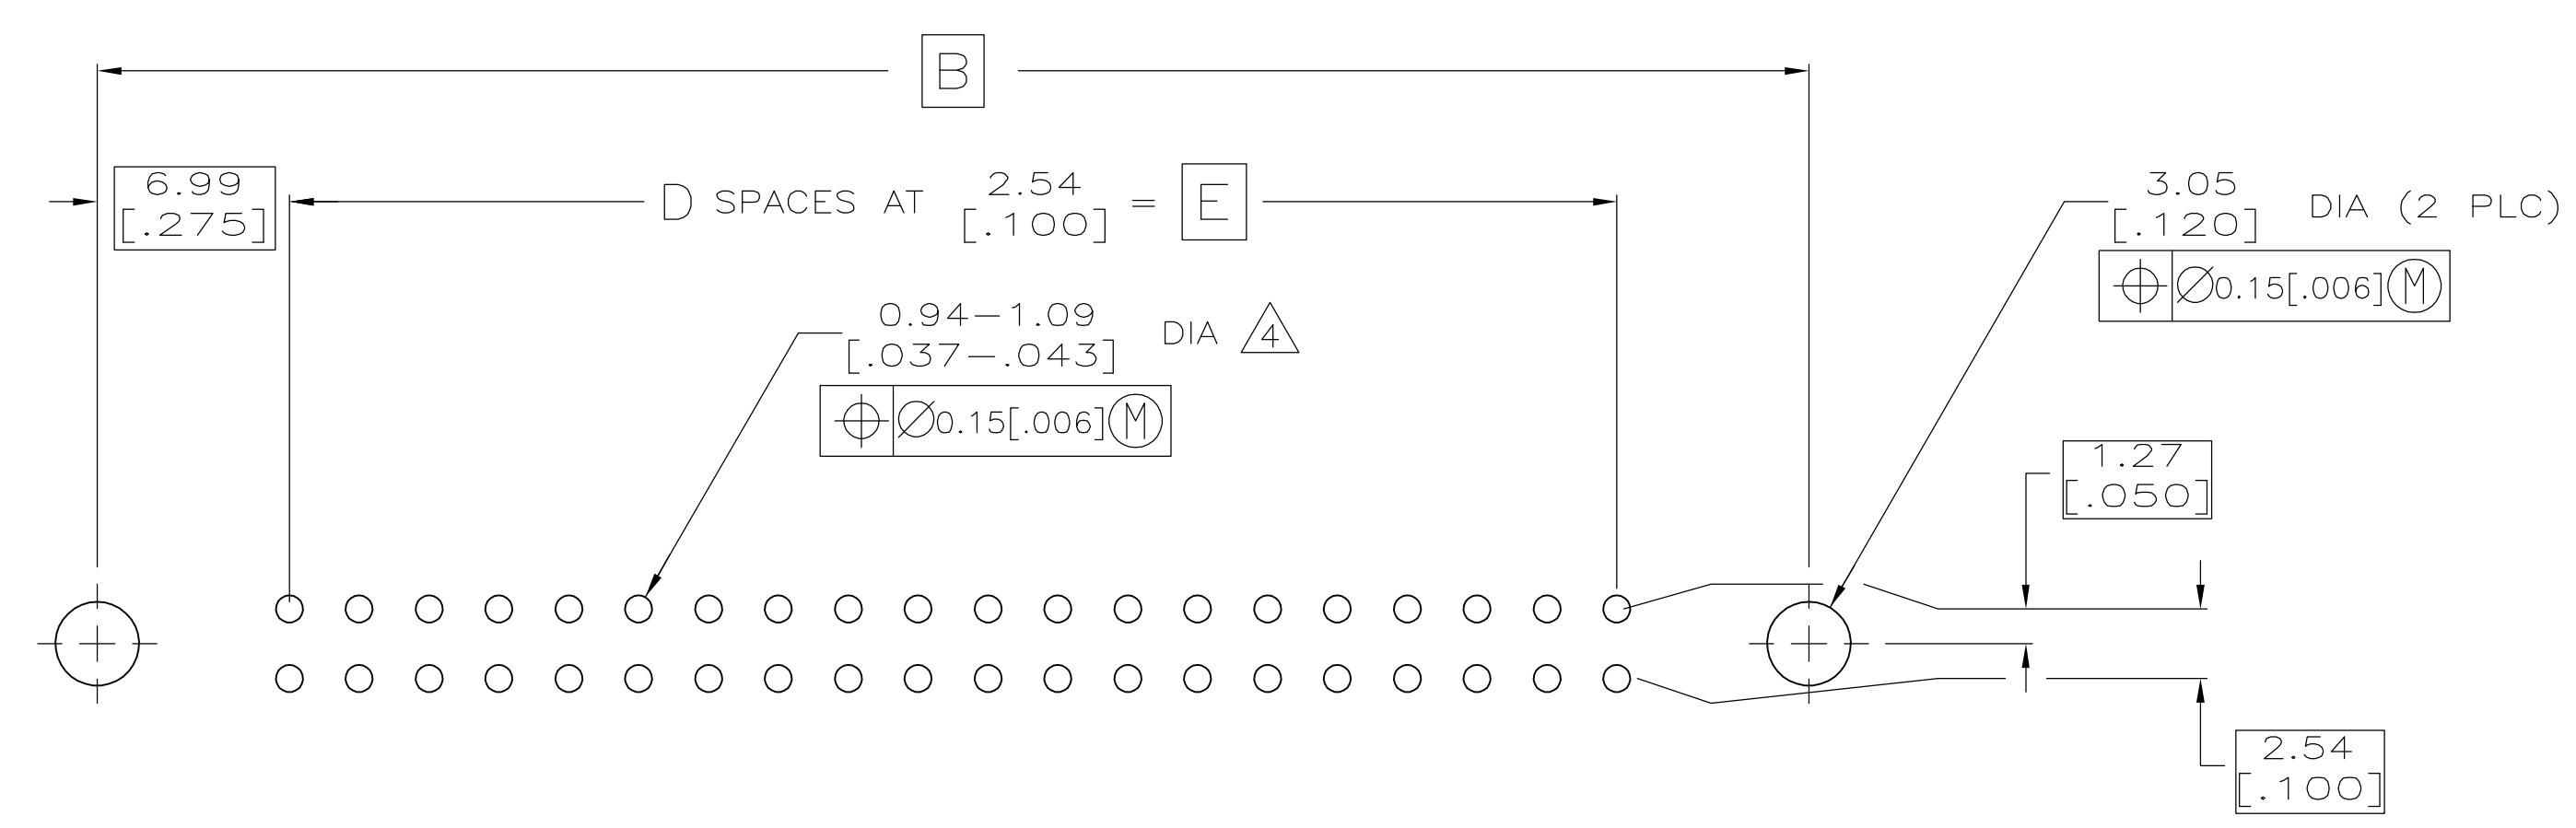 B
6.99
[.275]
D SPACES AT 2.54 [.100] = E
3.05
[.120] DIA (2 PLC)
⌖ ⌀0.15[.006]Ⓜ
0.94-1.09
[.037-.043] DIA 4
⌖ ⌀0.15[.006]Ⓜ
1.27
[.050]
2.54
[.100]